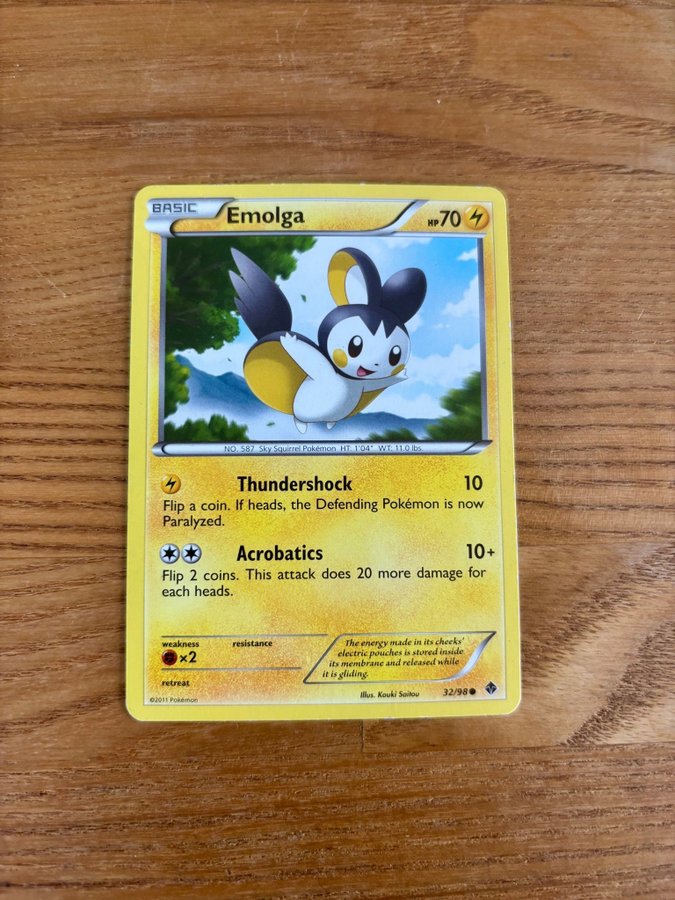 BASIC Emolga HP70
NO. 587 Sky Squirrel Pokémon HT: 1'04" WT: 11.0 lbs.
Thundershock 10
Flip a coin. If heads, the Defending Pokémon is now
Paralyzed.
Acrobatics 10+
Flip 2 coins. This attack does 20 more damage for
each heads.
weakness resistance
×2
retreat
The energy made in its cheeks'
electric pouches is stored inside
its membrane and released while
it is gliding.
Illus. Kouki Saitou 32/98
©2011 Pokémon